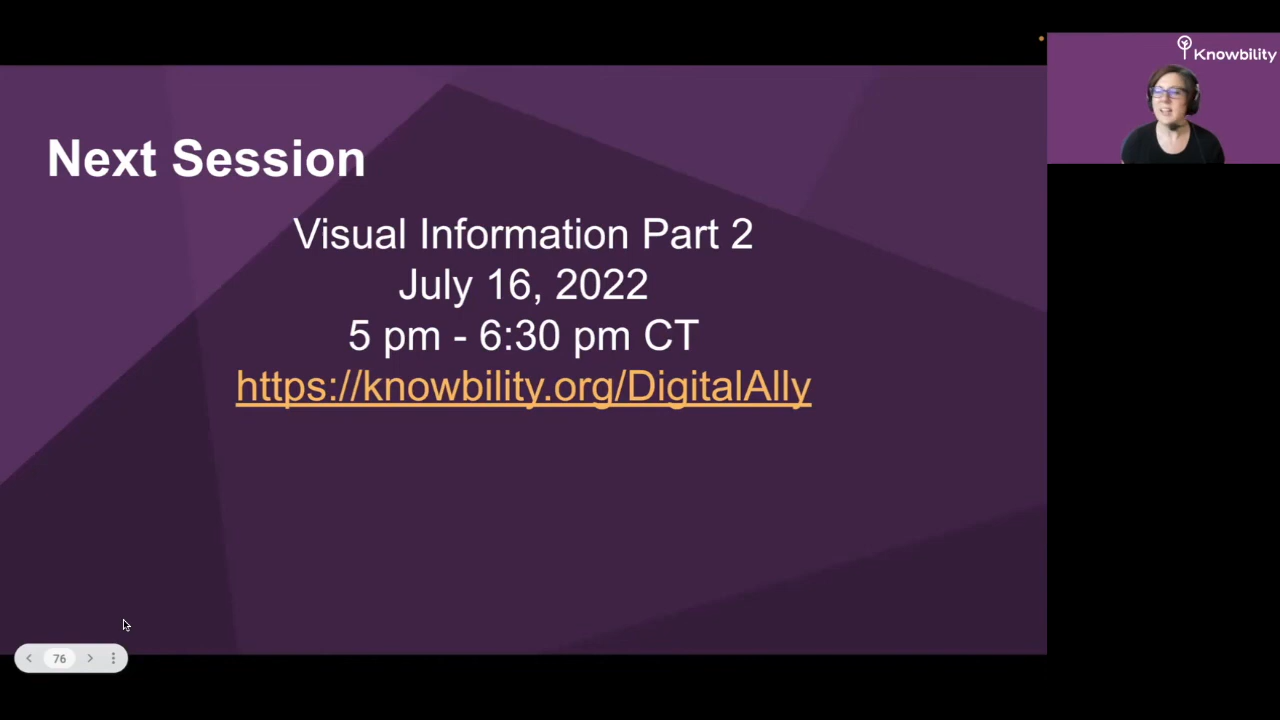 Knowbility
Next Session
Visual Information Part 2
July 16, 2022
5 pm - 6:30 pm CT
https://knowbility.org/DigitalAlly
76